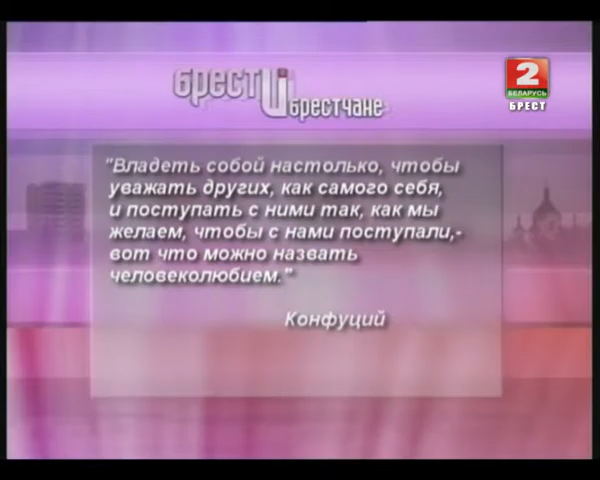 брест и брестчане
2
БЕЛАРУСЬ
БРЕСТ
"Владеть собой настолько, чтобы
уважать других, как самого себя,
и поступать с ними так, как мы
желаем, чтобы с нами поступали,-
вот что можно назвать
человеколюбием."
Конфуций